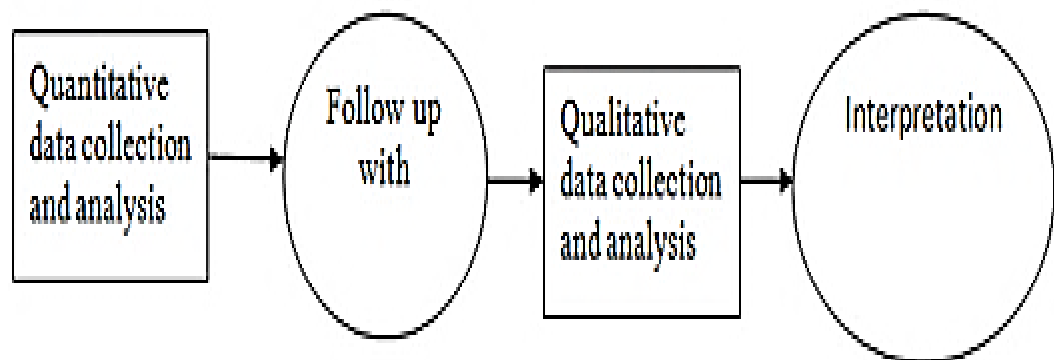 Quantitative
data collection
and analysis
Follow up
with
Qualitative
data collection
and analysis
Interpretation